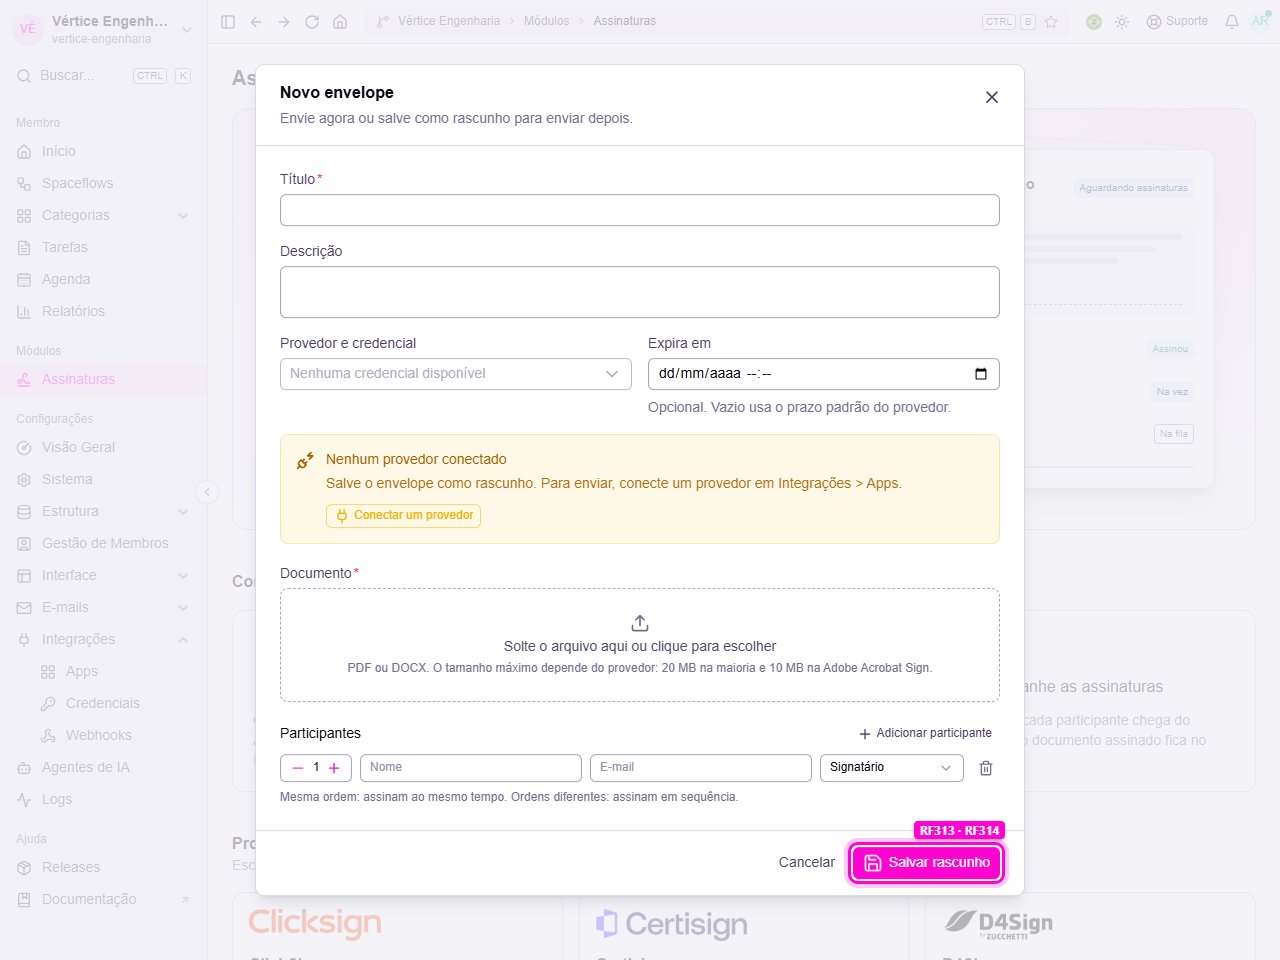 VÉ
Vértice Engenh...
vertice-engenharia
Vértice Engenharia
Módulos
Assinaturas
CTRL
B
Suporte
AR
Buscar...
CTRL
K
Membro
Início
Spaceflows
Categorias
Tarefas
Agenda
Relatórios
Módulos
Assinaturas
Configurações
Visão Geral
Sistema
Estrutura
Gestão de Membros
Interface
E-mails
Integrações
Apps
Credenciais
Webhooks
Agentes de IA
Logs
Ajuda
Releases
Documentação
Novo envelope
Envie agora ou salve como rascunho para enviar depois.
Título*
Descrição
Provedor e credencial
Expira em
Nenhuma credencial disponível
dd/mm/aaaa --:--
Opcional. Vazio usa o prazo padrão do provedor.
Nenhum provedor conectado
Salve o envelope como rascunho. Para enviar, conecte um provedor em Integrações > Apps.
Conectar um provedor
Documento*
Solte o arquivo aqui ou clique para escolher
PDF ou DOCX. O tamanho máximo depende do provedor: 20 MB na maioria e 10 MB na Adobe Acrobat Sign.
Participantes
Adicionar participante
1
Nome
E-mail
Signatário
Mesma ordem: assinam ao mesmo tempo. Ordens diferentes: assinam em sequência.
RF313 - RF314
Cancelar
Salvar rascunho
Aguardando assinaturas
Assinou
Na vez
Na fila
as assinaturas
cada participante chega do
documento assinado fica no
Clicksign
Certisign
D4Sign
by ZUCCHETTI